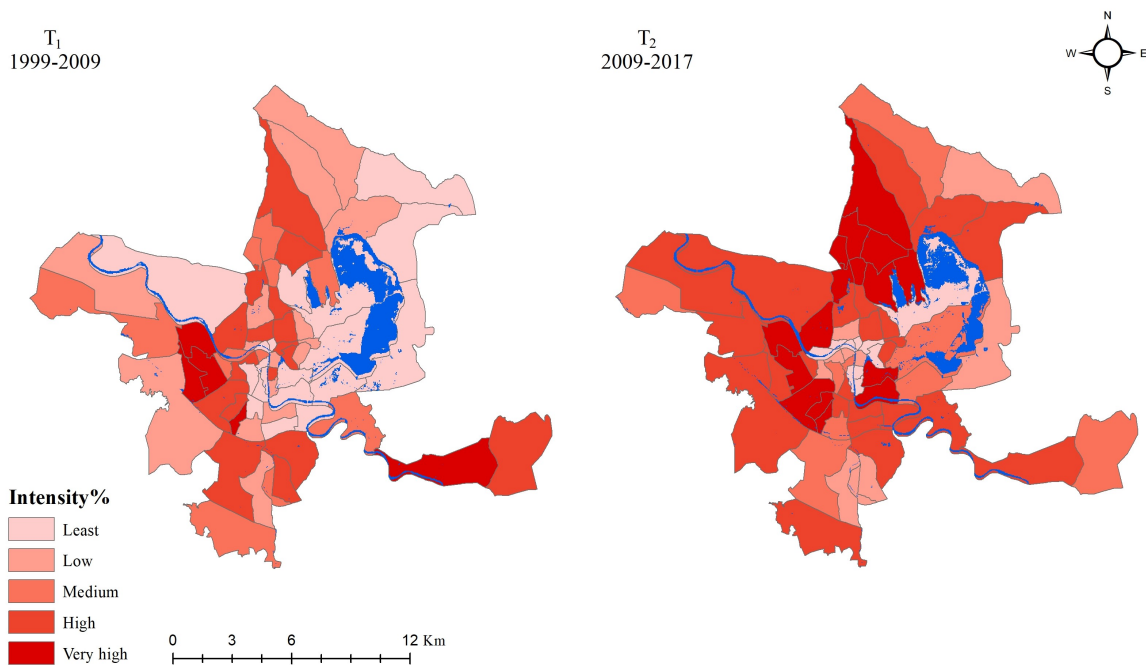 T₁
1999-2009
T₂
2009-2017
N
W
E
S
Intensity%
Least
Low
Medium
High
Very high
0 3 6 12 Km